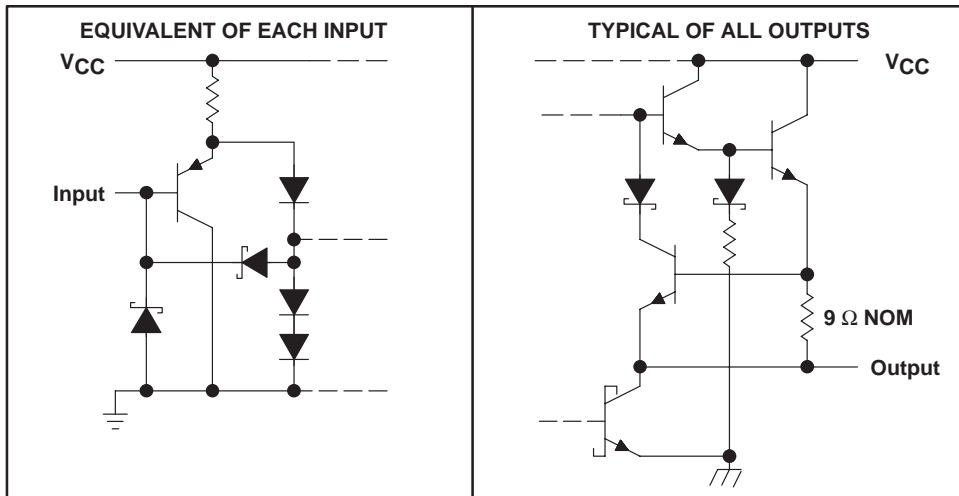 EQUIVALENT OF EACH INPUT
VCC
Input
TYPICAL OF ALL OUTPUTS
VCC
9 Ω NOM
Output